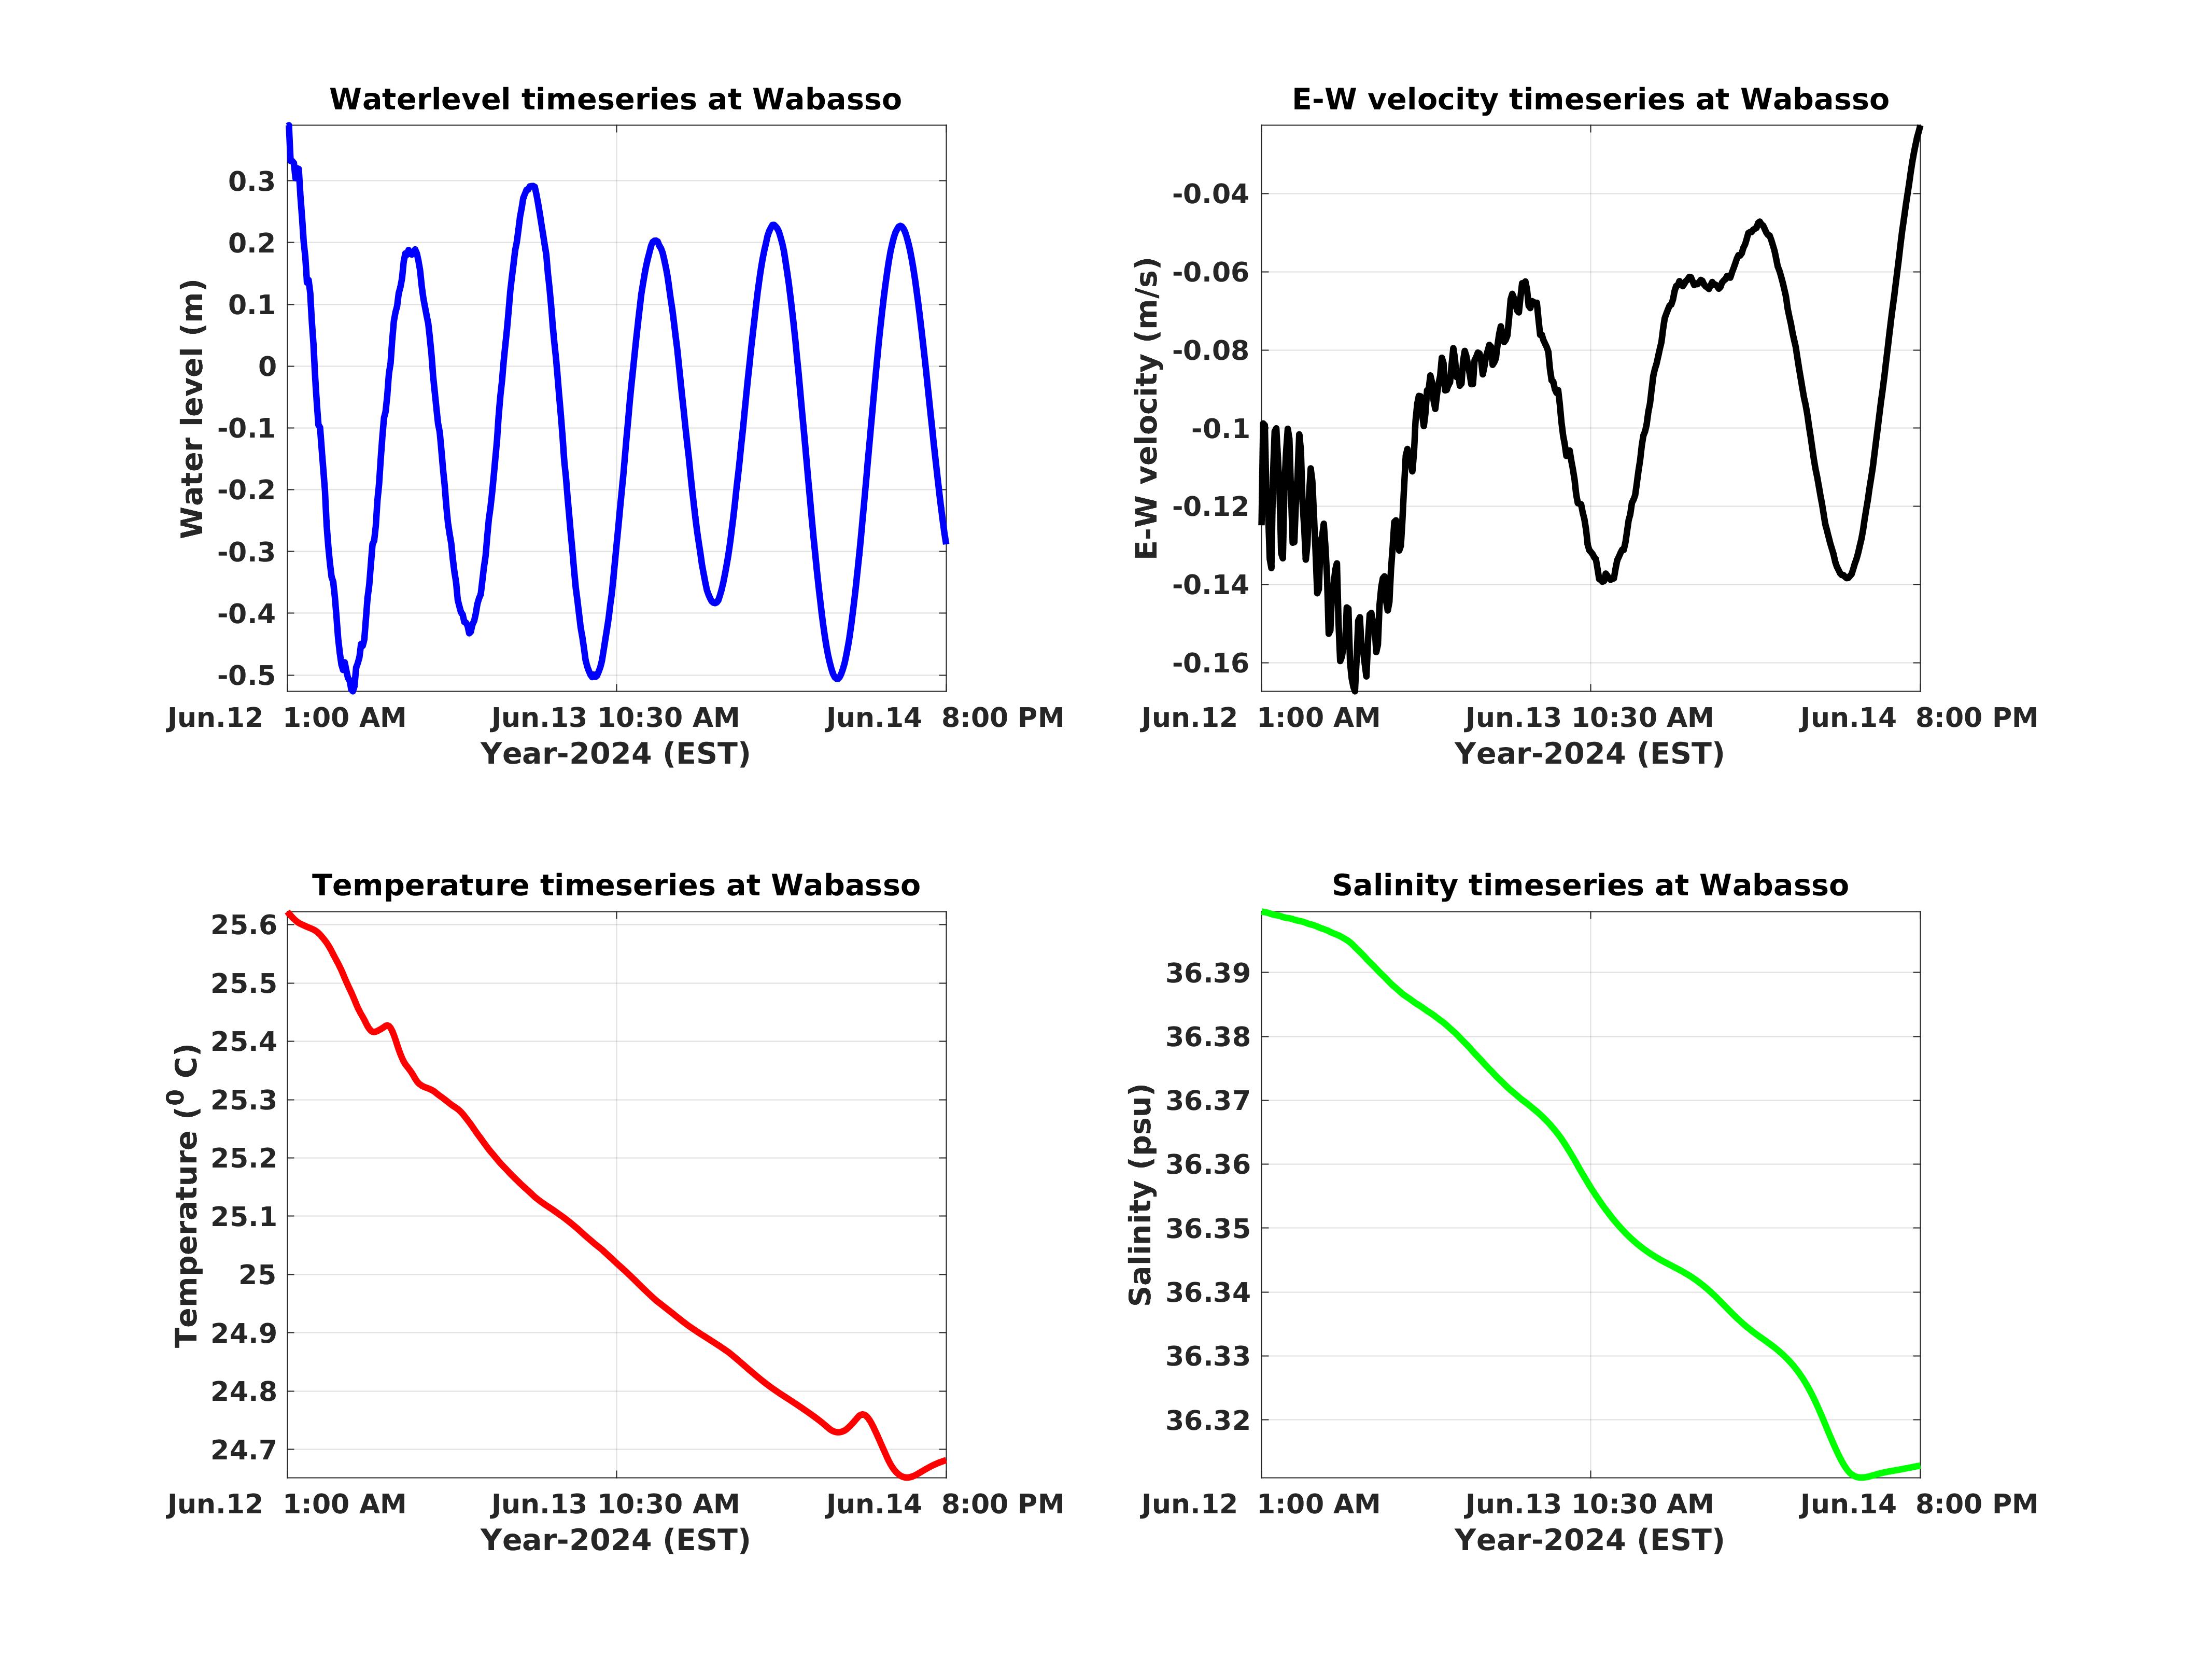 Waterlevel timeseries at Wabasso
0.3
0.2
0.1
0
-0.1
-0.2
-0.3
-0.4
-0.5
Water level (m)
Jun.12 1:00 AM
Jun.13 10:30 AM
Jun.14 8:00 PM
Year-2024 (EST)
E-W velocity timeseries at Wabasso
-0.04
-0.06
-0.08
-0.1
-0.12
-0.14
-0.16
E-W velocity (m/s)
Jun.12 1:00 AM
Jun.13 10:30 AM
Jun.14 8:00 PM
Year-2024 (EST)
Temperature timeseries at Wabasso
25.6
25.5
25.4
25.3
25.2
25.1
25
24.9
24.8
24.7
Temperature (⁰ C)
Jun.12 1:00 AM
Jun.13 10:30 AM
Jun.14 8:00 PM
Year-2024 (EST)
Salinity timeseries at Wabasso
36.39
36.38
36.37
36.36
36.35
36.34
36.33
36.32
Salinity (psu)
Jun.12 1:00 AM
Jun.13 10:30 AM
Jun.14 8:00 PM
Year-2024 (EST)